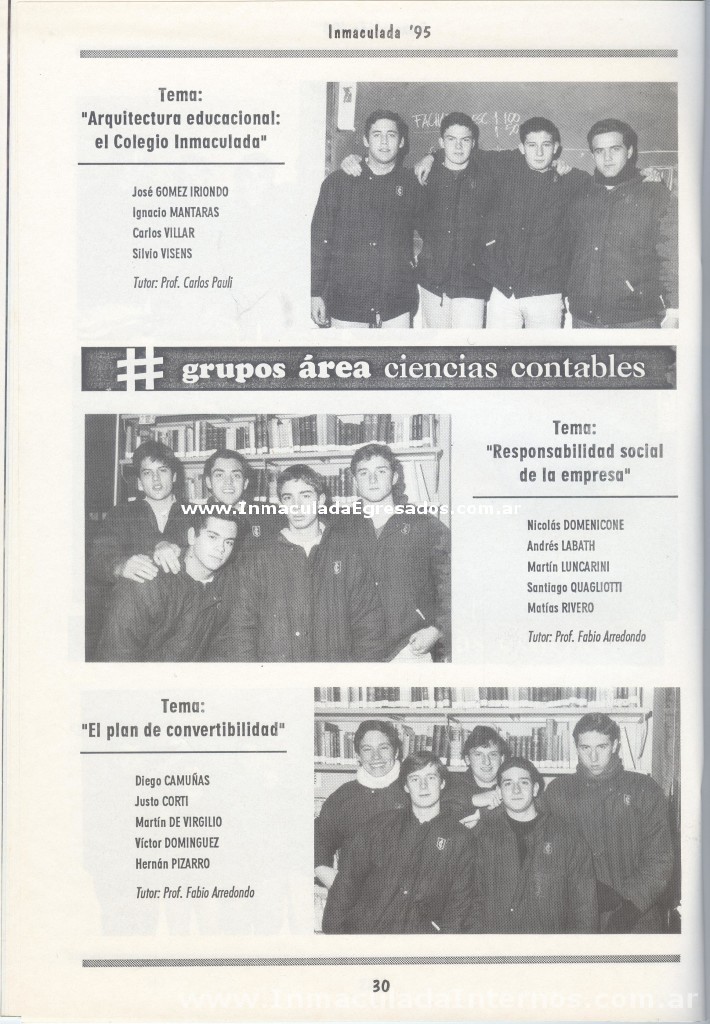 Inmaculada '95
Tema:
"Arquitectura educacional:
el Colegio Inmaculada"
José GOMEZ IRIONDO
Ignacio MANTARAS
Carlos VILLAR
Silvio VISENS
Tutor: Prof. Carlos Pauli
# grupos área ciencias contables
www.InmaculadaEgresados.com.ar
Tema:
"Responsabilidad social
de la empresa"
Nicolás DOMENICONE
Andrés LABATH
Martín LUNCARINI
Santiago QUAGLIOTTI
Matías RIVERO
Tutor: Prof. Fabio Arredondo
Tema:
"El plan de convertibilidad"
Diego CAMUÑAS
Justo CORTI
Martín DE VIRGILIO
Víctor DOMINGUEZ
Hernán PIZARRO
Tutor: Prof. Fabio Arredondo
30
www.InmaculadaInternos.com.ar